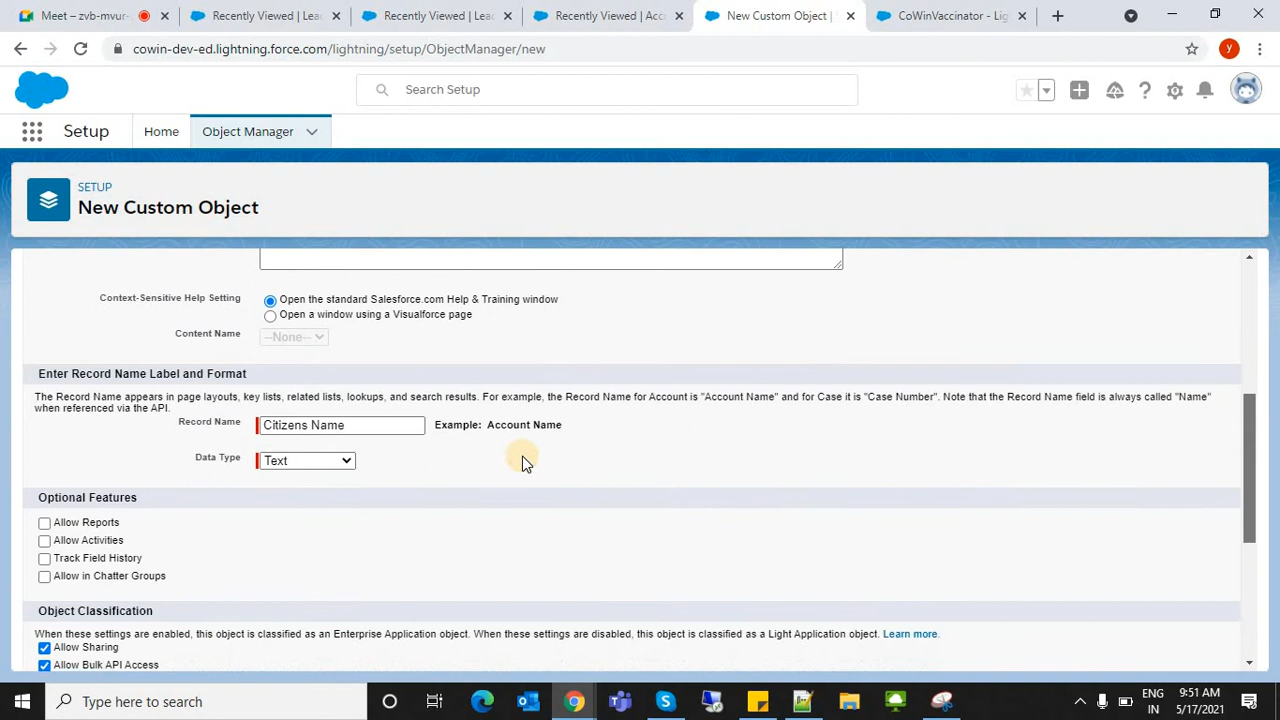 Meet – zvb-mvur-
Recently Viewed | Lea
Recently Viewed | Lea
Recently Viewed | Acc
New Custom Object |
CoWinVaccinator - Lig
cowin-dev-ed.lightning.force.com/lightning/setup/ObjectManager/new
y
Search Setup
Setup
Home
Object Manager
SETUP
New Custom Object
Context-Sensitive Help Setting
Open the standard Salesforce.com Help & Training window
Open a window using a Visualforce page
Content Name
--None--
Enter Record Name Label and Format
The Record Name appears in page layouts, key lists, related lists, lookups, and search results. For example, the Record Name for Account is "Account Name" and for Case it is "Case Number". Note that the Record Name field is always called "Name"
when referenced via the API.
Record Name
Citizens Name
Example: Account Name
Data Type
Text
Optional Features
Allow Reports
Allow Activities
Track Field History
Allow in Chatter Groups
Object Classification
When these settings are enabled, this object is classified as an Enterprise Application object. When these settings are disabled, this object is classified as a Light Application object. Learn more.
Allow Sharing
Allow Bulk API Access
Type here to search
ENG
IN
9:51 AM
5/17/2021